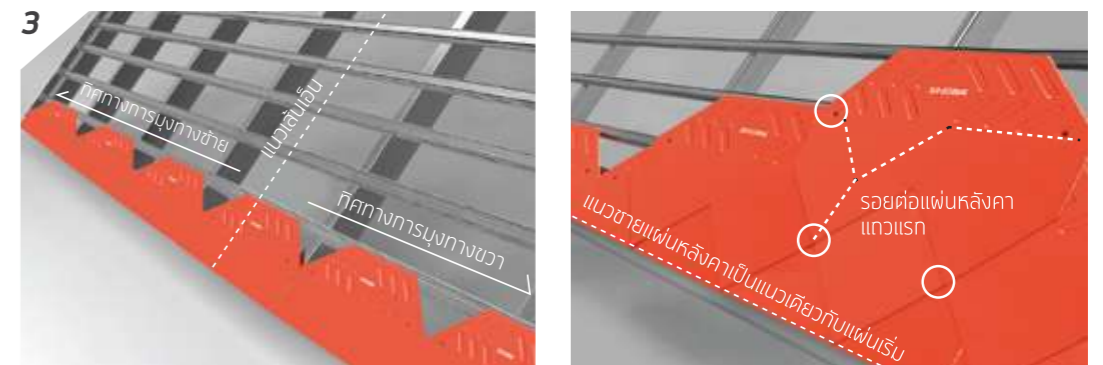 3
ทิศทางการมุงทางซ้าย
แนวเส้นเอ็น
ทิศทางการมุงทางขวา
รอยต่อแผ่นหลังคา
แถวแรก
แนวชายแผ่นหลังคาเป็นแนวเดียวกับแผ่นเริ่ม